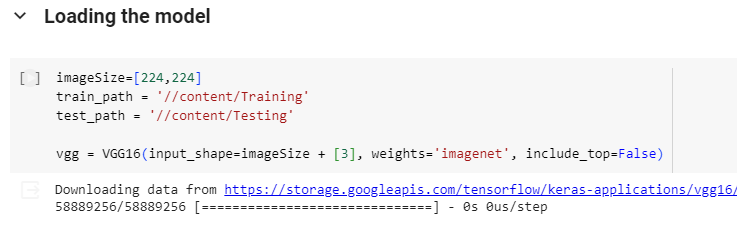 Loading the model
[ ] imageSize=[224,224]
train_path = '//content/Training'
test_path = '//content/Testing'
vgg = VGG16(input_shape=imageSize + [3], weights='imagenet', include_top=False)
Downloading data from https://storage.googleapis.com/tensorflow/keras-applications/vgg16/
58889256/58889256 [==============================] - 0s 0us/step